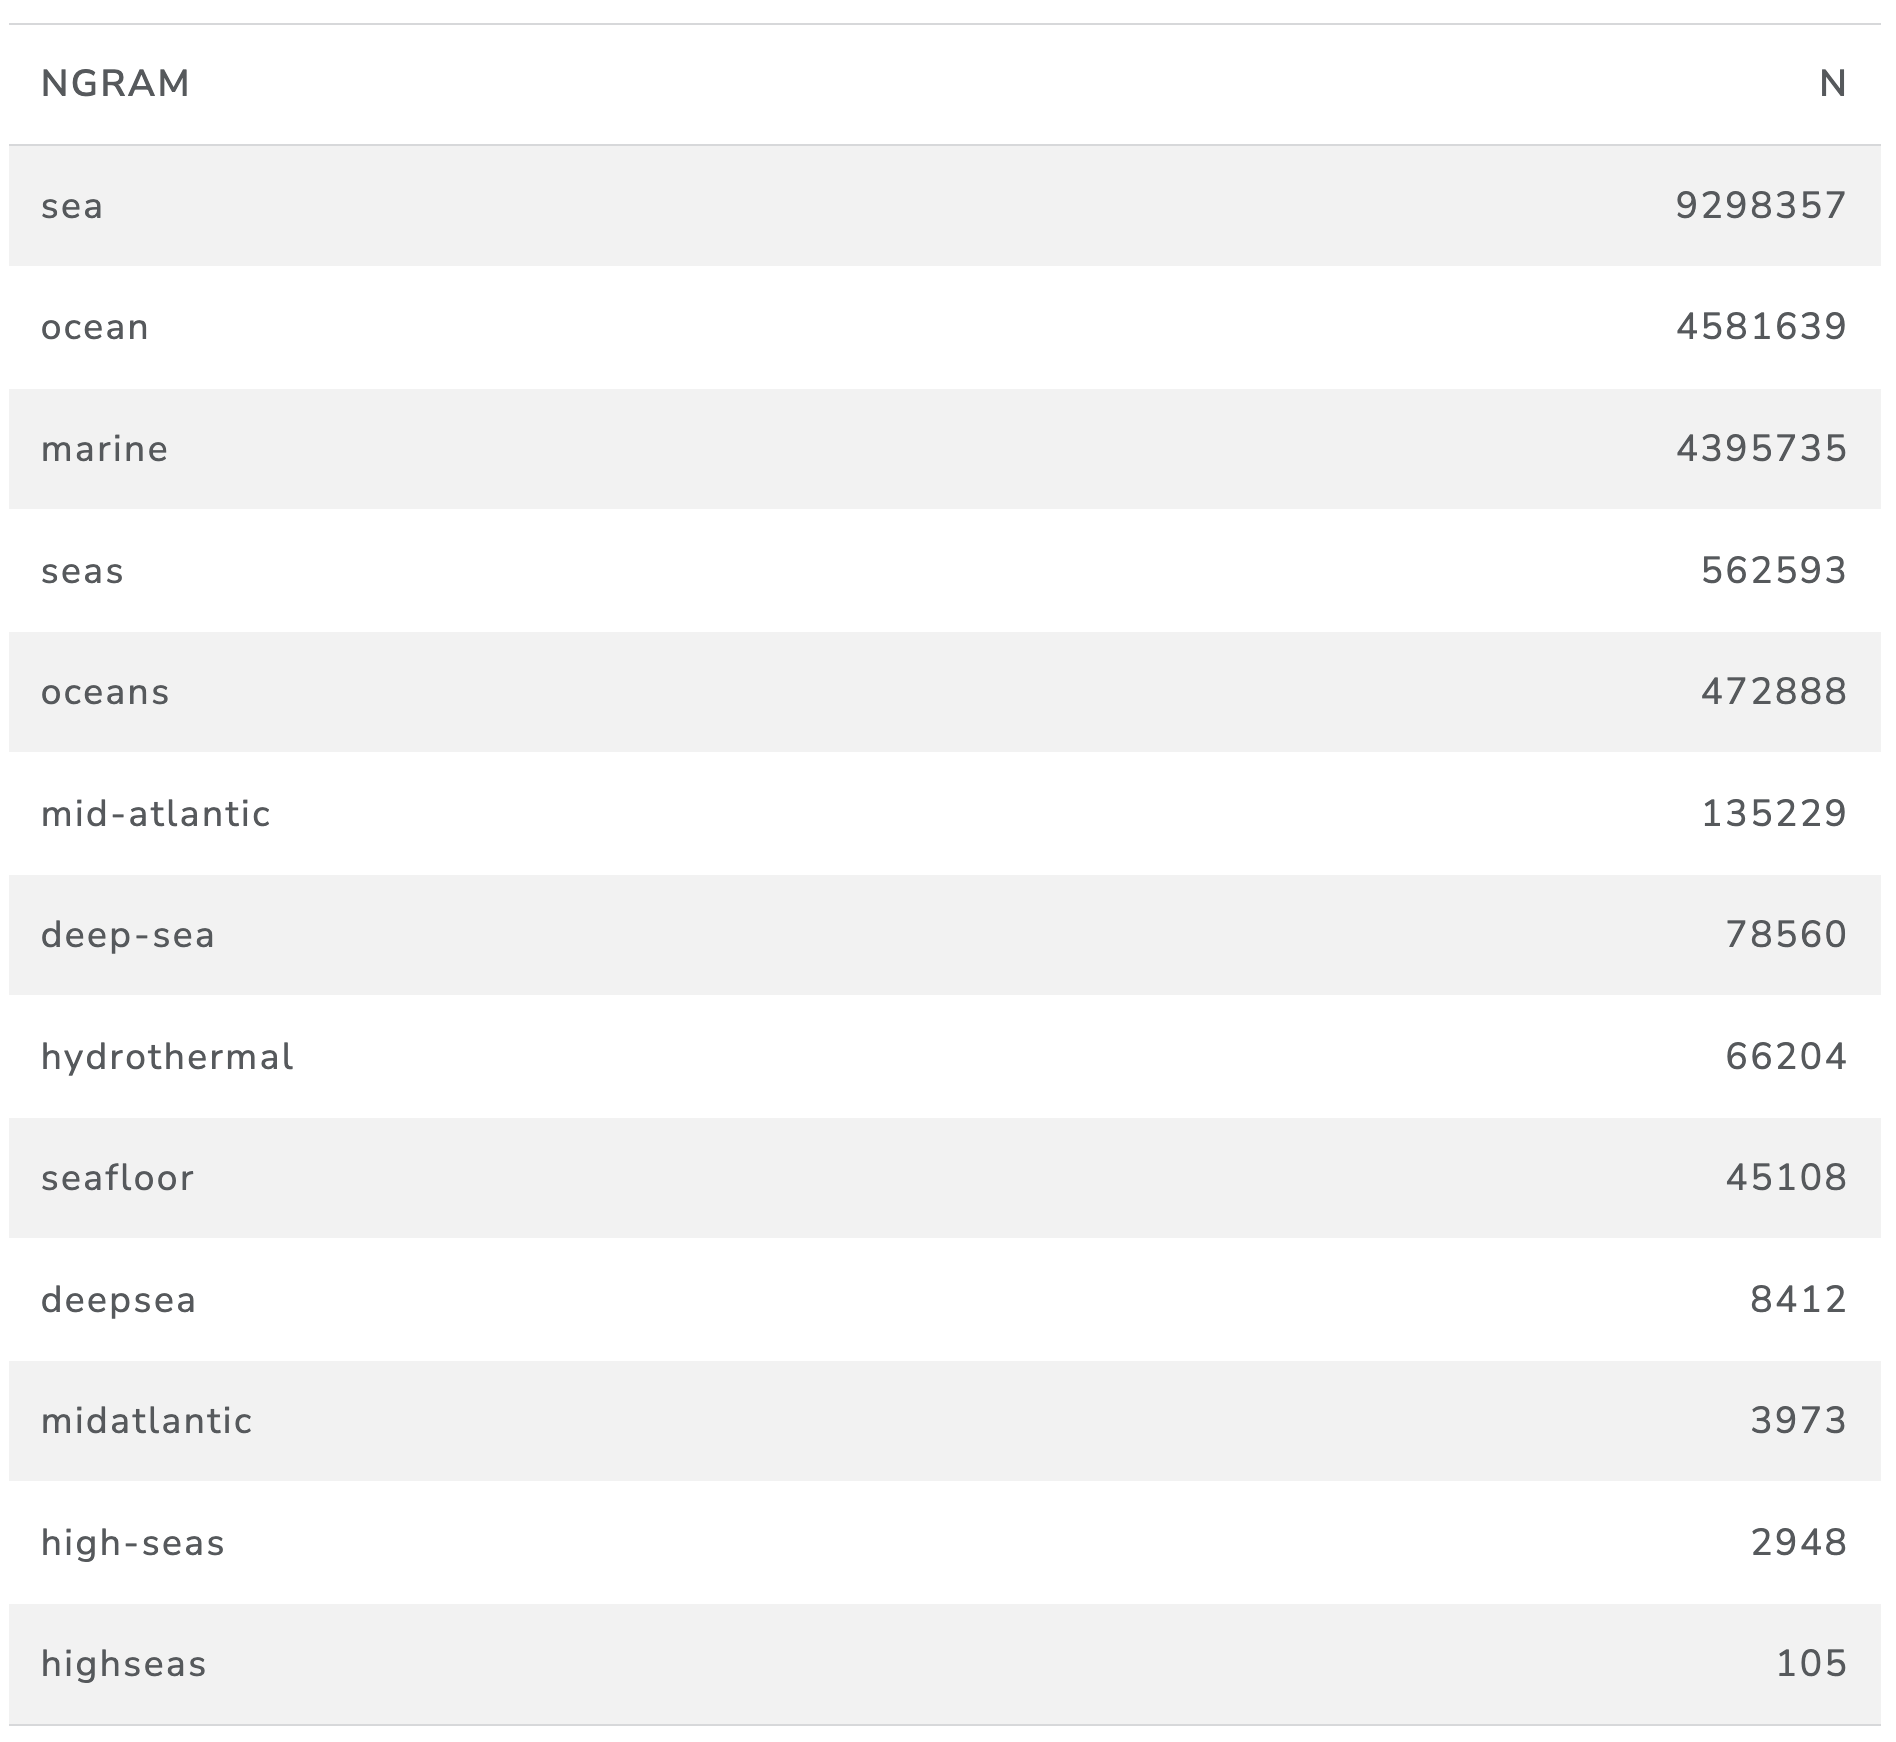 NGRAM N
sea 9298357
ocean 4581639
marine 4395735
seas 562593
oceans 472888
mid-atlantic 135229
deep-sea 78560
hydrothermal 66204
seafloor 45108
deepsea 8412
midatlantic 3973
high-seas 2948
highseas 105